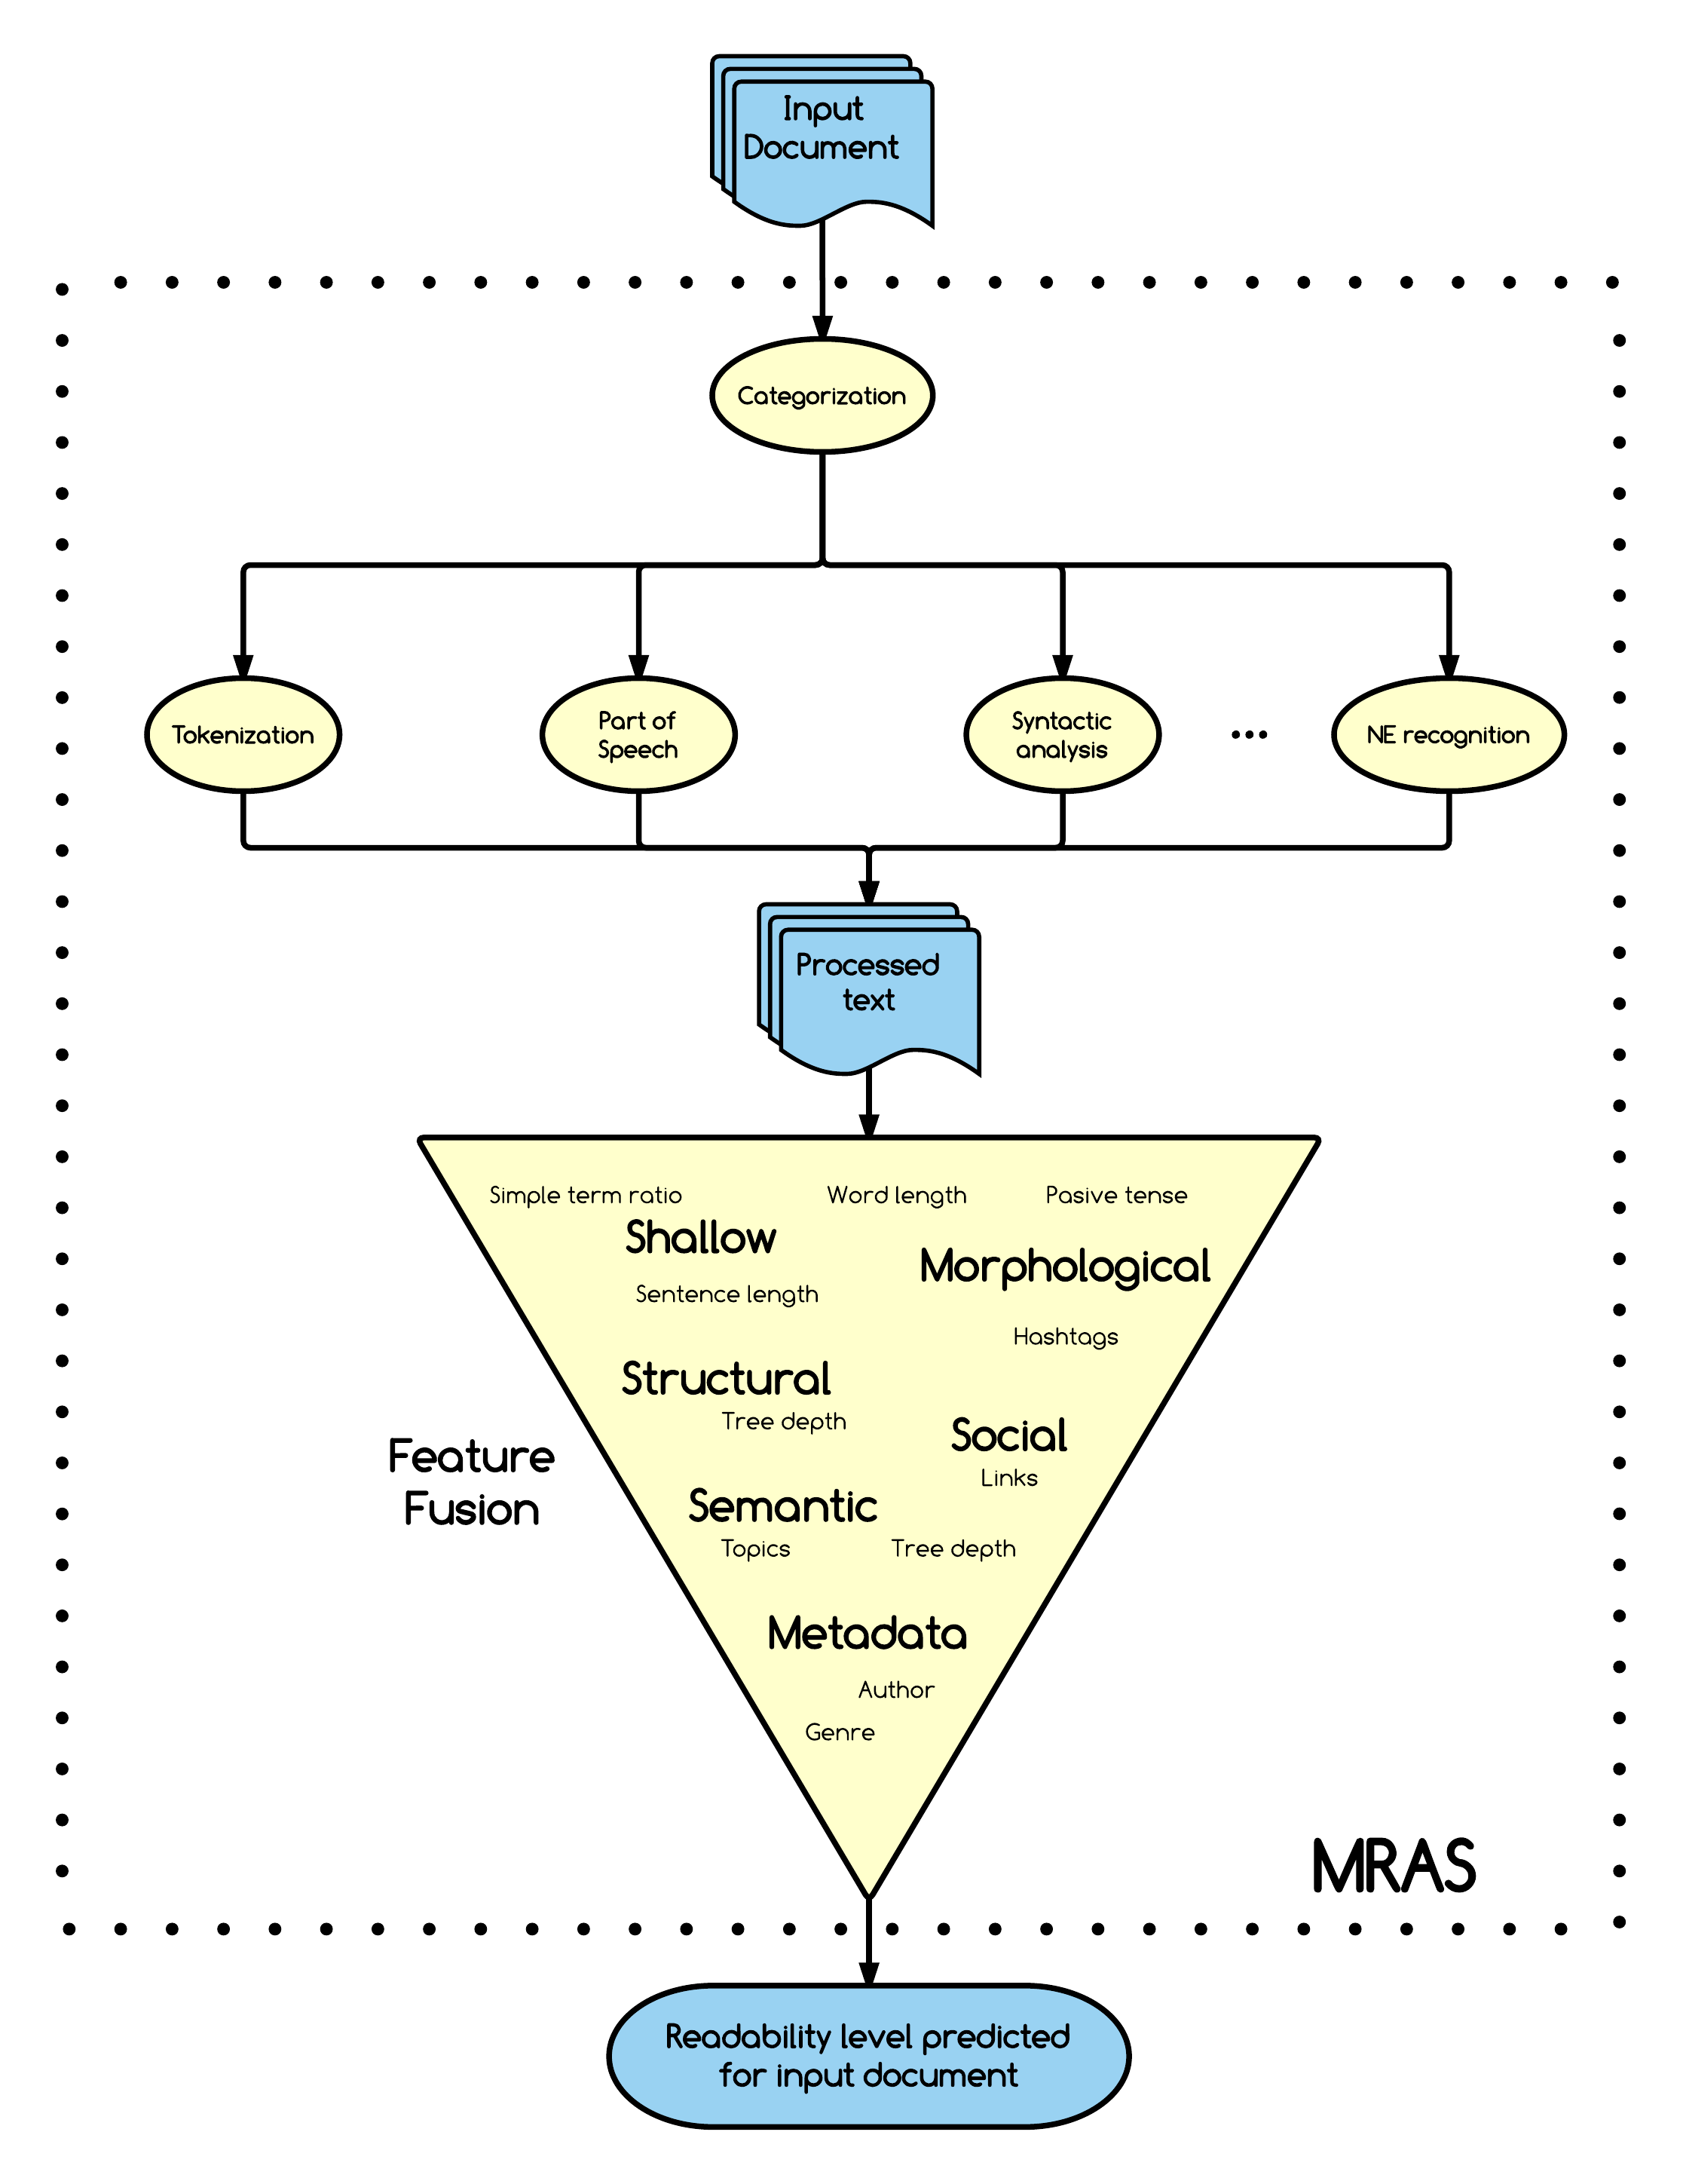 Input
Document
Categorization
Tokenization
Part of
Speech
Syntactic
analysis
...
NE recognition
Processed
text
Simple term ratio
Word length
Pasive tense
Shallow
Morphological
Sentence length
Hashtags
Structural
Tree depth
Social
Links
Feature
Fusion
Semantic
Topics
Tree depth
Metadata
Author
Genre
MRAS
Readability level predicted
for input document